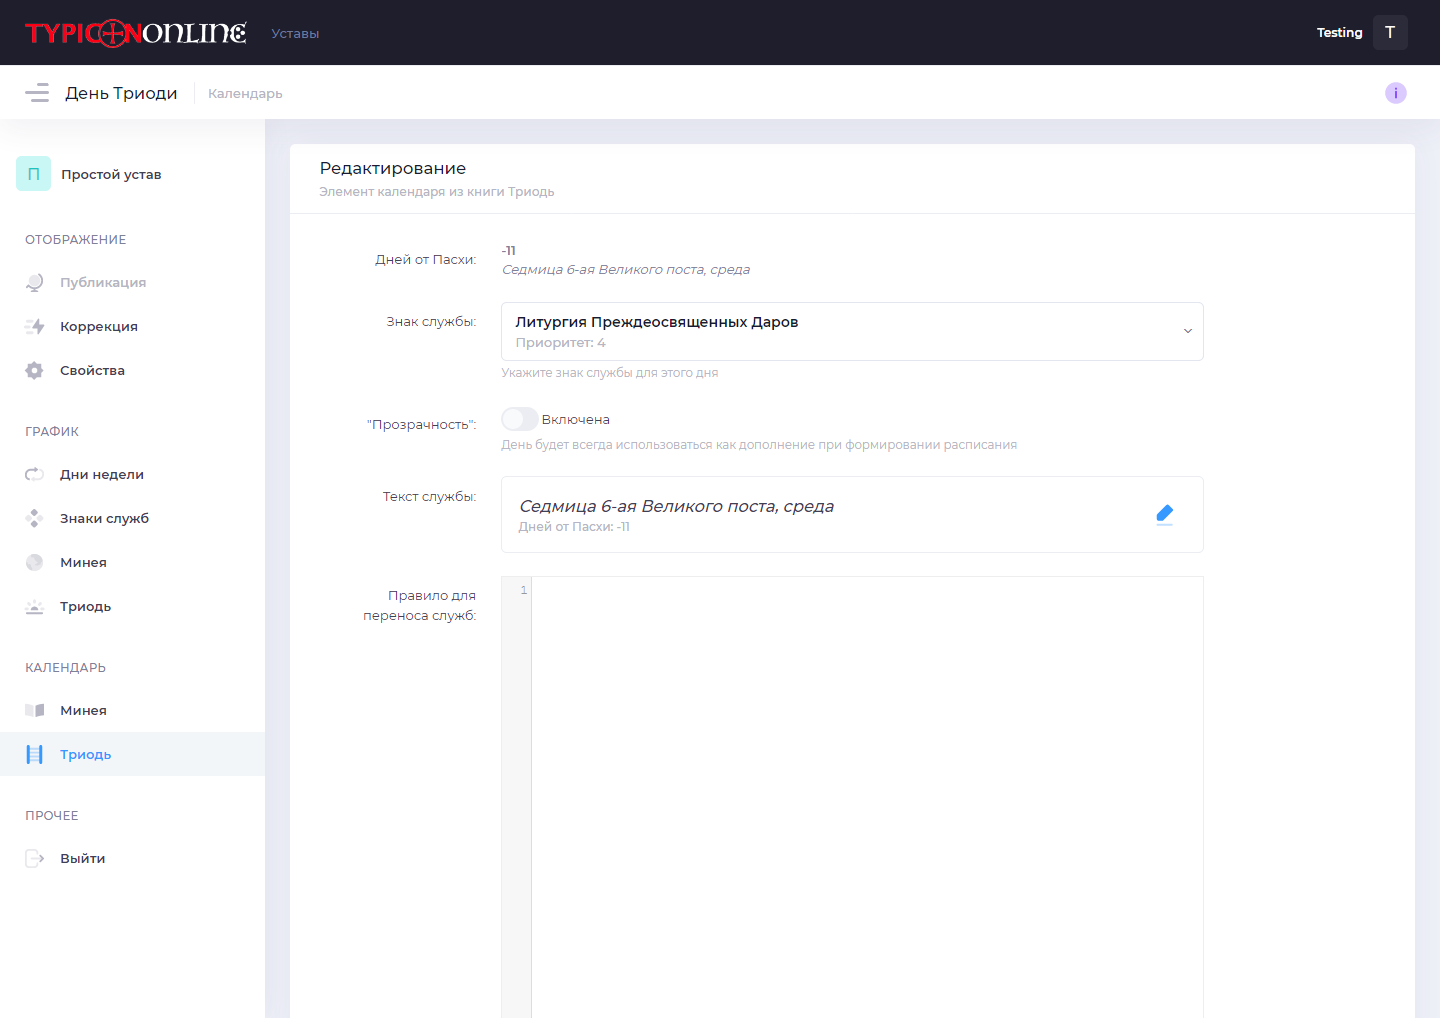 TYPICONONLINE
Уставы
Testing
T
День Триоди
Календарь
i
П
Простой устав
ОТОБРАЖЕНИЕ
Публикация
Коррекция
Свойства
ГРАФИК
Дни недели
Знаки служб
Минея
Триодь
КАЛЕНДАРЬ
Минея
Триодь
ПРОЧЕЕ
Выйти
Редактирование
Элемент календаря из книги Триодь
Дней от Пасхи:
-11
Седмица 6-ая Великого поста, среда
Знак службы:
Литургия Преждеосвященных Даров
Приоритет: 4
Укажите знак службы для этого дня
"Прозрачность":
Включена
День будет всегда использоваться как дополнение при формировании расписания
Текст службы:
Седмица 6-ая Великого поста, среда
Дней от Пасхи: -11
Правило для
переноса служб:
1